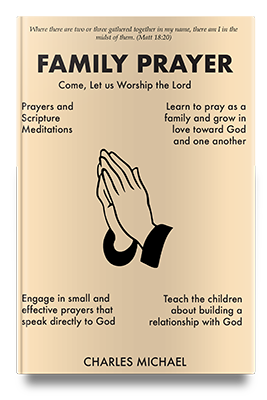 Where there are two or three gathered together in my name, there am I in the
midst of them. (Matt 18:20)
FAMILY PRAYER
Come, Let us Worship the Lord
Prayers and
Scripture
Meditations
Learn to pray as a
family and grow in
love toward God
and one another
Engage in small and
effective prayers that
speak directly to God
Teach the children
about building a
relationship with God
CHARLES MICHAEL